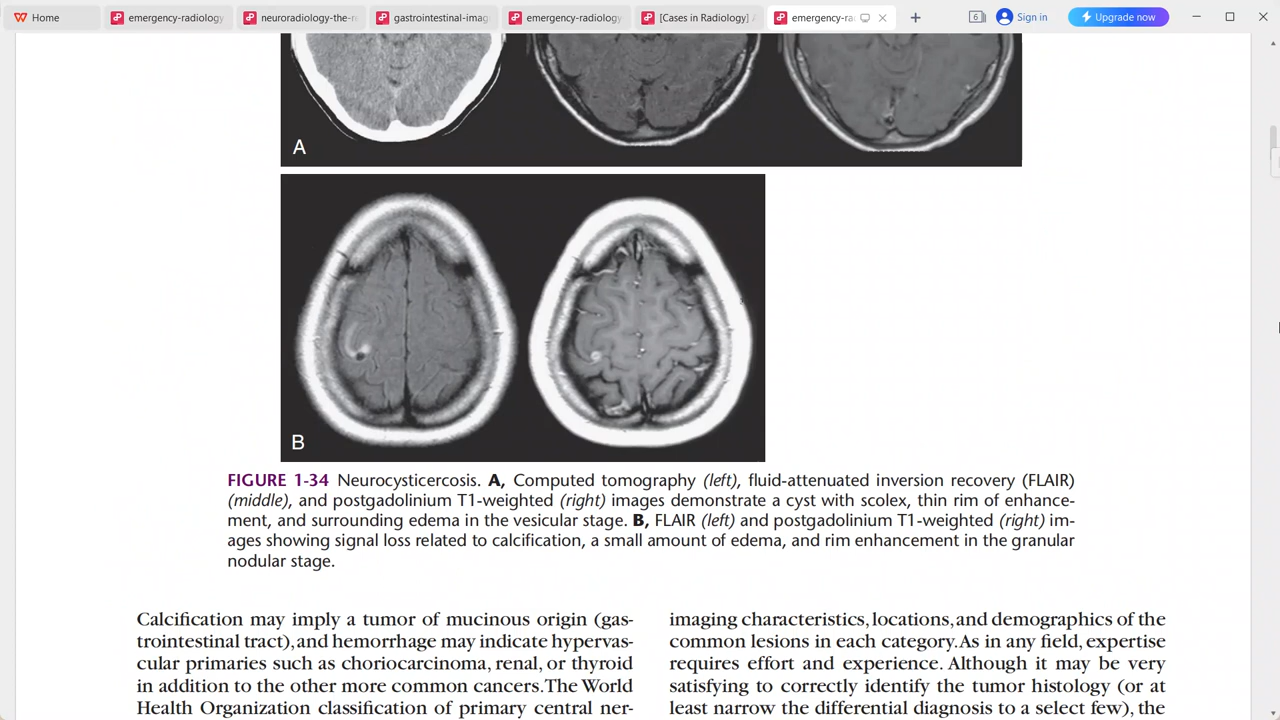 Home
emergency-radiology
neuroradiology-the-r
gastrointestinal-imag
emergency-radiology
[Cases in Radiology]
emergency-ra
6
Sign in
Upgrade now
A
B
FIGURE 1-34 Neurocysticercosis. A, Computed tomography (left), fluid-attenuated inversion recovery (FLAIR)
(middle), and postgadolinium T1-weighted (right) images demonstrate a cyst with scolex, thin rim of enhance-
ment, and surrounding edema in the vesicular stage. B, FLAIR (left) and postgadolinium T1-weighted (right) im-
ages showing signal loss related to calcification, a small amount of edema, and rim enhancement in the granular
nodular stage.
Calcification may imply a tumor of mucinous origin (gas-
trointestinal tract), and hemorrhage may indicate hypervas-
cular primaries such as choriocarcinoma, renal, or thyroid
in addition to the other more common cancers. The World
Health Organization classification of primary central ner-
imaging characteristics, locations, and demographics of the
common lesions in each category. As in any field, expertise
requires effort and experience. Although it may be very
satisfying to correctly identify the tumor histology (or at
least narrow the differential diagnosis to a select few), the